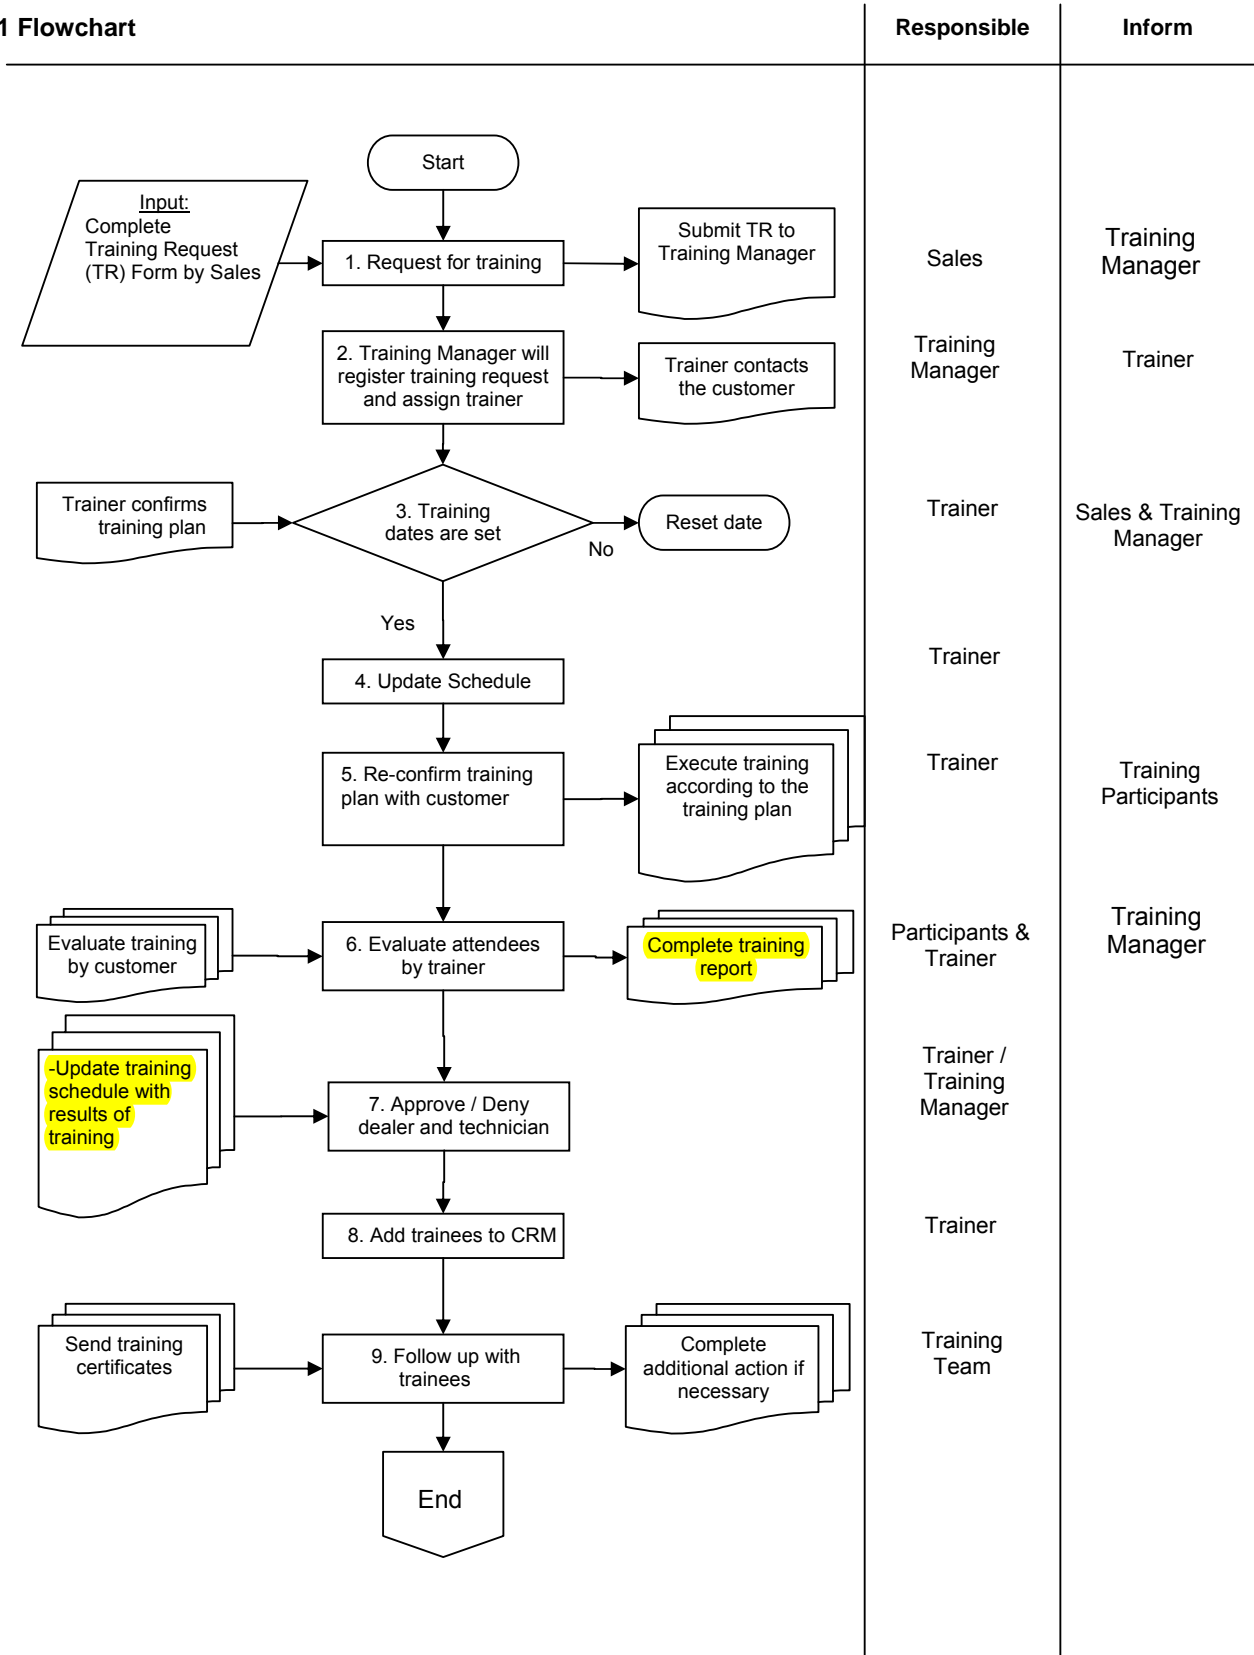 1 Flowchart
Responsible
Inform
Start
Input:
Complete
Training Request
(TR) Form by Sales
1. Request for training
Submit TR to
Training Manager
Sales
Training
Manager
2. Training Manager will
register training request
and assign trainer
Trainer contacts
the customer
Training
Manager
Trainer
Trainer confirms
training plan
3. Training
dates are set
No
Reset date
Trainer
Sales & Training
Manager
Yes
4. Update Schedule
Trainer
5. Re-confirm training
plan with customer
Execute training
according to the
training plan
Trainer
Training
Participants
Evaluate training
by customer
6. Evaluate attendees
by trainer
Complete training
report
Participants &
Trainer
Training
Manager
-Update training
schedule with
results of
training
7. Approve / Deny
dealer and technician
Trainer /
Training
Manager
8. Add trainees to CRM
Trainer
Send training
certificates
9. Follow up with
trainees
Complete
additional action if
necessary
Training
Team
End